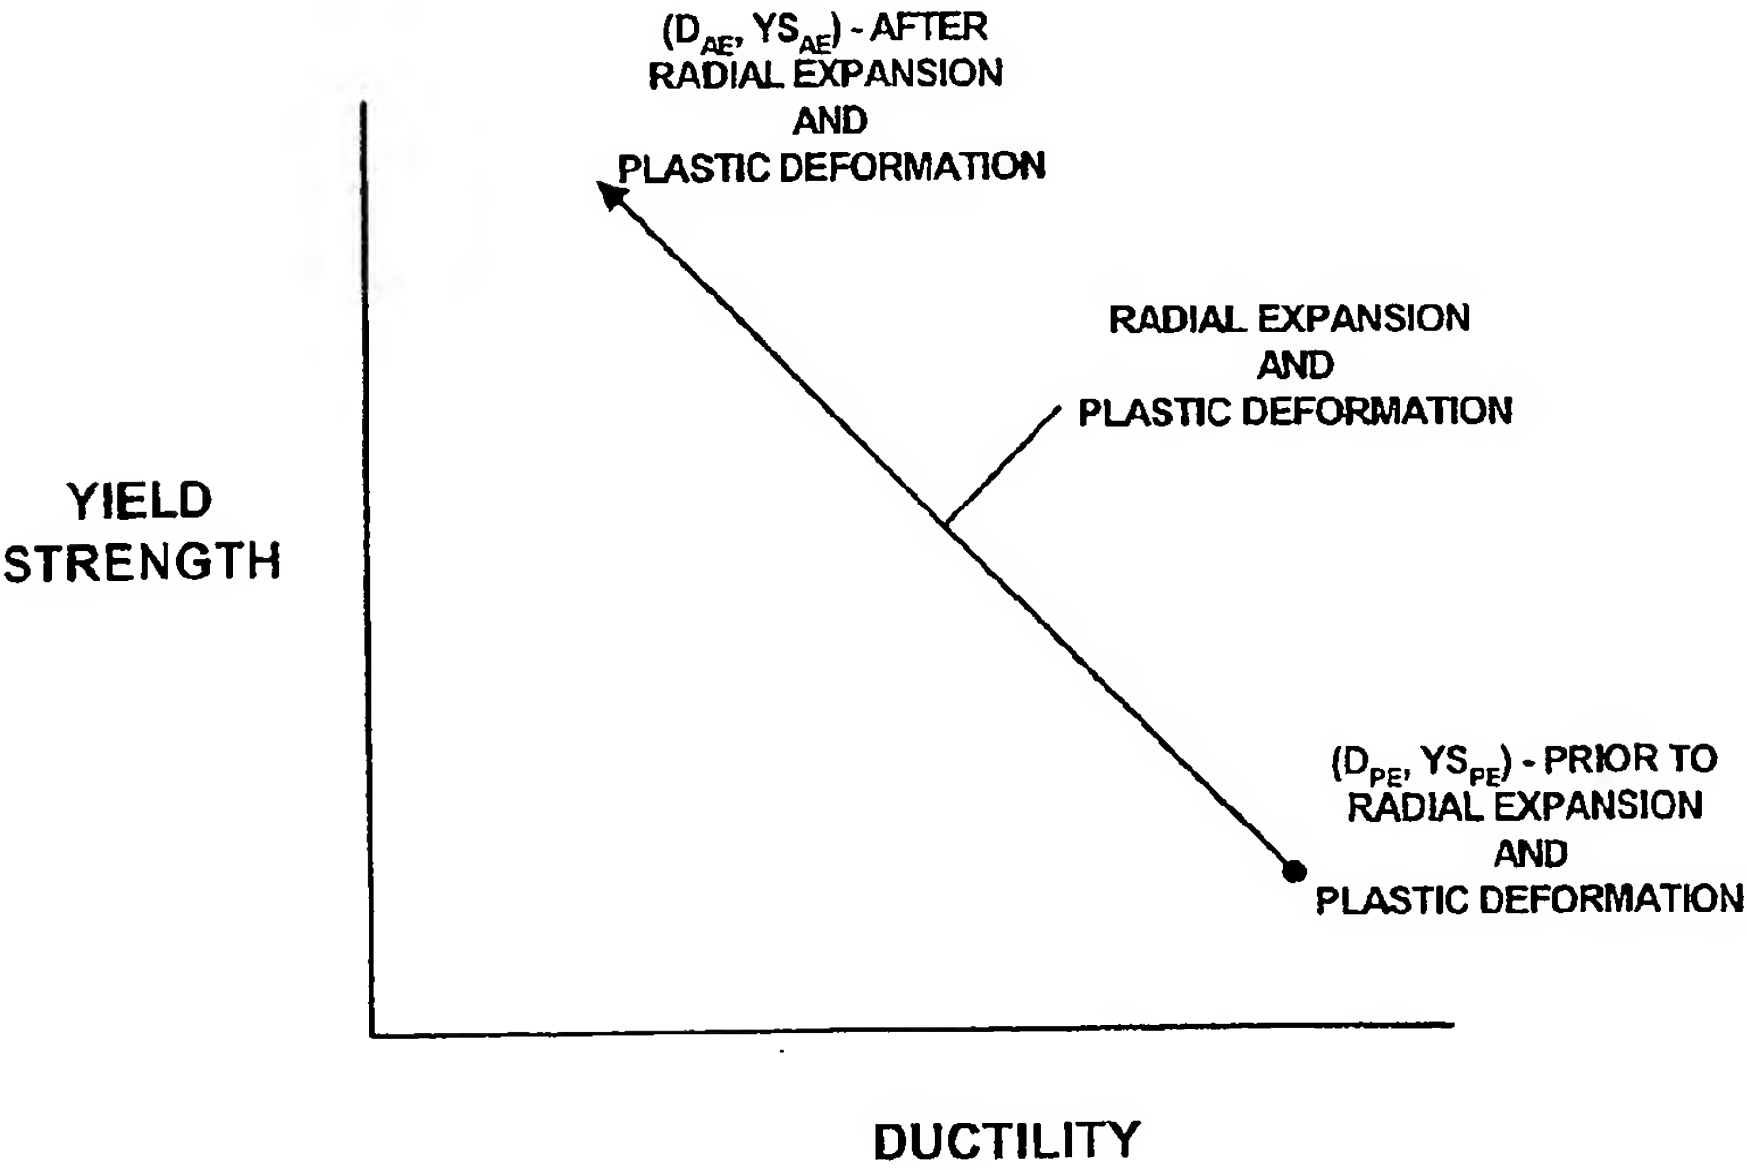 (D_AE, YS_AE) - AFTER
RADIAL EXPANSION
AND
PLASTIC DEFORMATION
RADIAL EXPANSION
AND
PLASTIC DEFORMATION
YIELD
STRENGTH
(D_PE, YS_PE) - PRIOR TO
RADIAL EXPANSION
AND
PLASTIC DEFORMATION
DUCTILITY